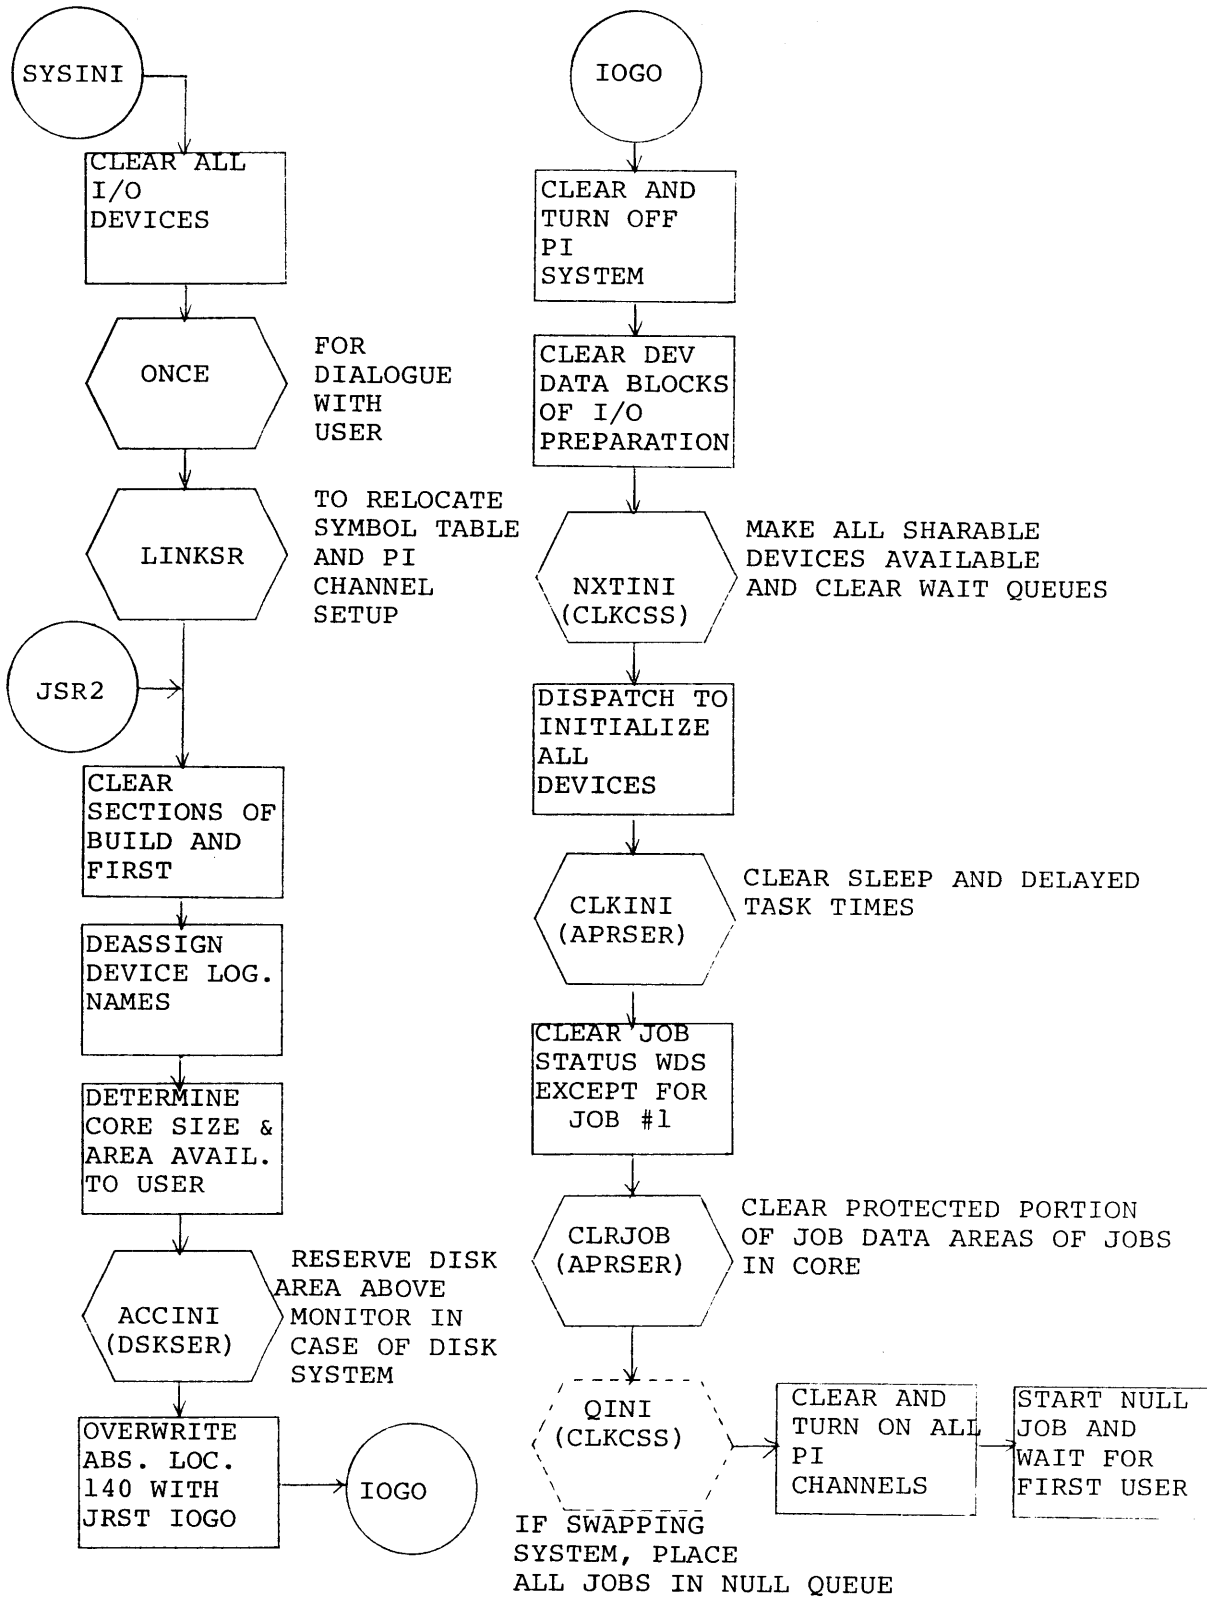 SYSINI
CLEAR ALL
I/O
DEVICES
ONCE
FOR
DIALOGUE
WITH
USER
LINKSR
TO RELOCATE
SYMBOL TABLE
AND PI
CHANNEL
SETUP
JSR2
CLEAR
SECTIONS OF
BUILD AND
FIRST
DEASSIGN
DEVICE LOG.
NAMES
DETERMINE
CORE SIZE &
AREA AVAIL.
TO USER
ACCINI
(DSKSER)
RESERVE DISK
AREA ABOVE
MONITOR IN
CASE OF DISK
SYSTEM
OVERWRITE
ABS. LOC.
140 WITH
JRST IOGO
IOGO
IOGO
CLEAR AND
TURN OFF
PI
SYSTEM
CLEAR DEV
DATA BLOCKS
OF I/O
PREPARATION
NXTINI
(CLKCSS)
MAKE ALL SHARABLE
DEVICES AVAILABLE
AND CLEAR WAIT QUEUES
DISPATCH TO
INITIALIZE
ALL
DEVICES
CLKINI
(APRSER)
CLEAR SLEEP AND DELAYED
TASK TIMES
CLEAR JOB
STATUS WDS
EXCEPT FOR
JOB #1
CLRJOB
(APRSER)
CLEAR PROTECTED PORTION
OF JOB DATA AREAS OF JOBS
IN CORE
QINI
(CLKCSS)
IF SWAPPING
SYSTEM, PLACE
ALL JOBS IN NULL QUEUE
CLEAR AND
TURN ON ALL
PI
CHANNELS
START NULL
JOB AND
WAIT FOR
FIRST USER